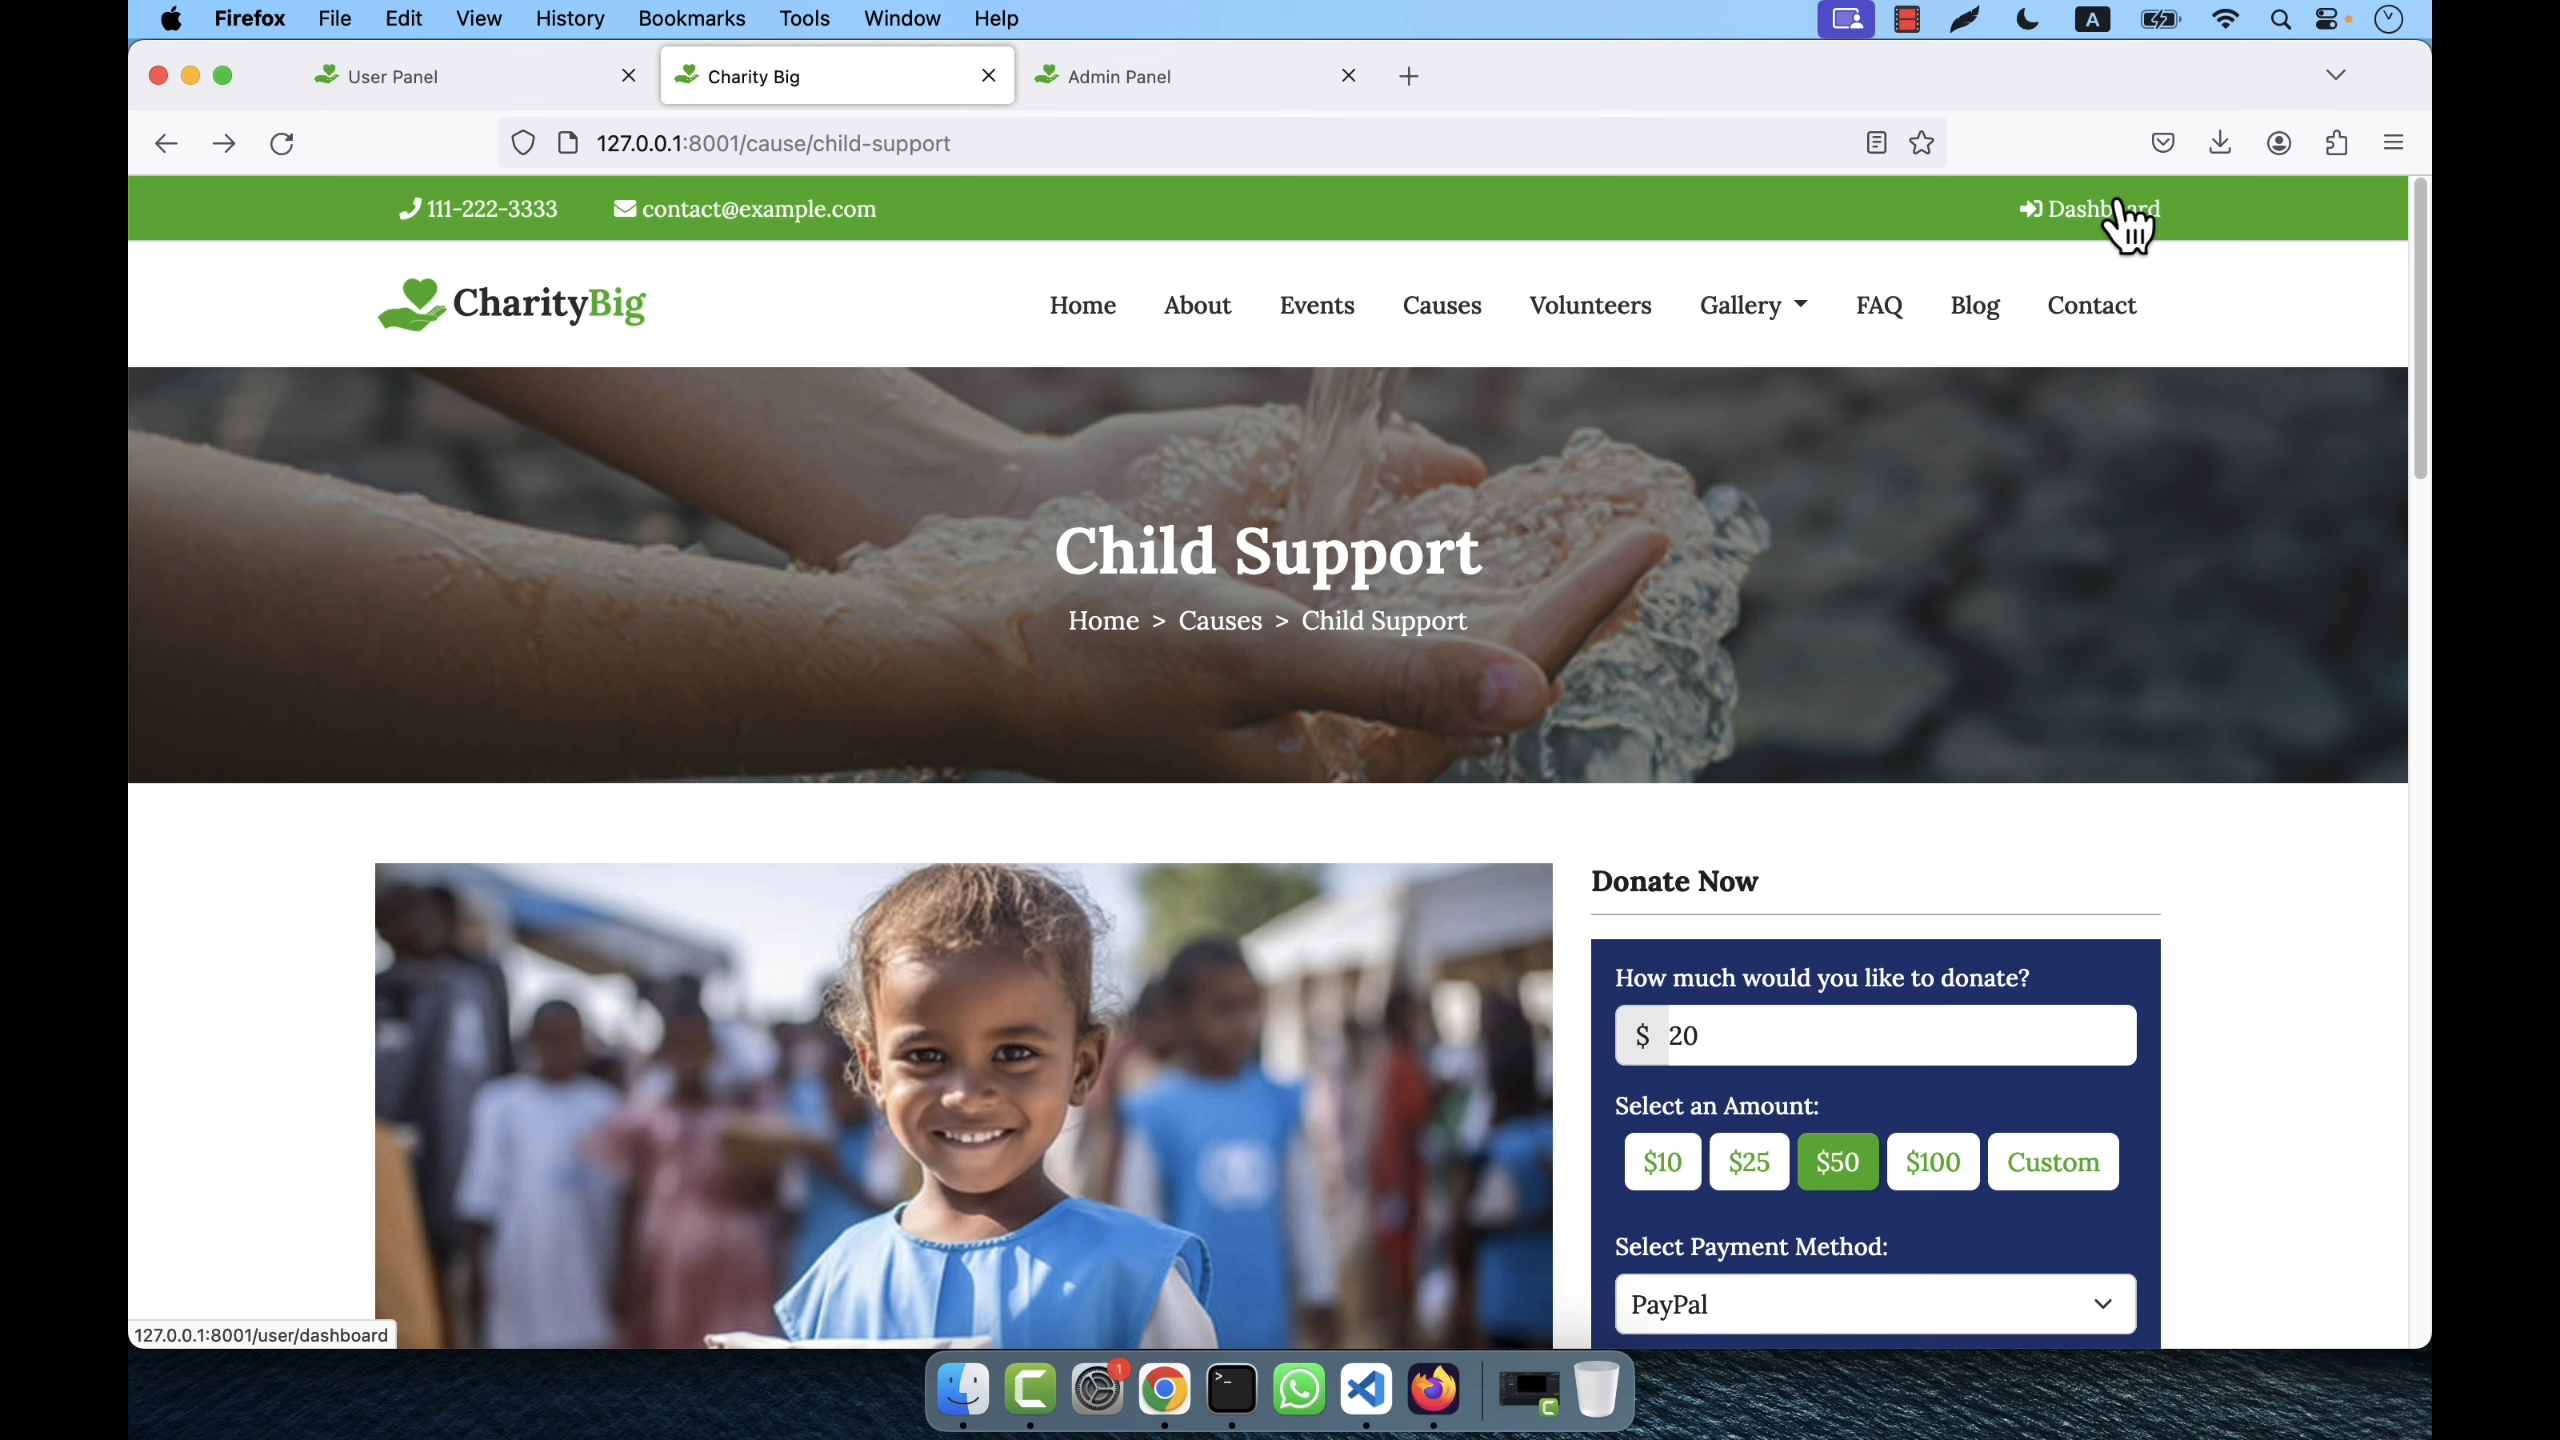 Firefox File Edit View History Bookmarks Tools Window Help
A
User Panel
Charity Big
Admin Panel
127.0.0.1:8001/cause/child-support
111-222-3333
contact@example.com
Dashboard
CharityBig
Home About Events Causes Volunteers Gallery FAQ Blog Contact
Child Support
Home > Causes > Child Support
Donate Now
How much would you like to donate?
$ 20
Select an Amount:
$10 $25 $50 $100 Custom
Select Payment Method:
PayPal
127.0.0.1:8001/user/dashboard
1